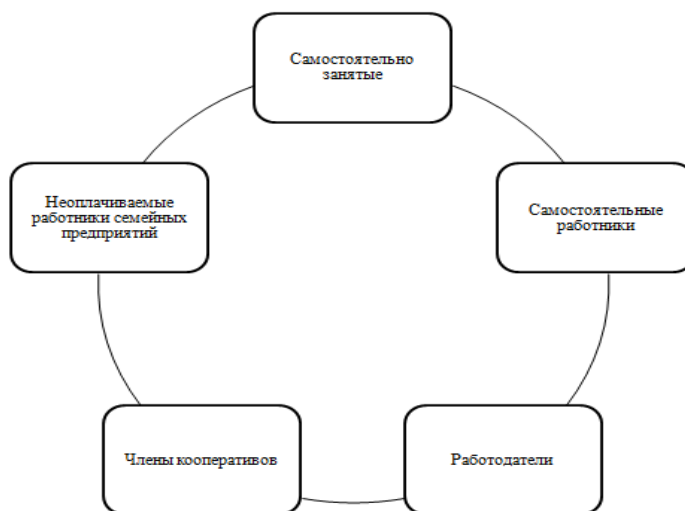 Самостоятельно
занятые
Самостоятельные
работники
Работодатели
Члены кооперативов
Неоплачиваемые
работники семейных
предприятий